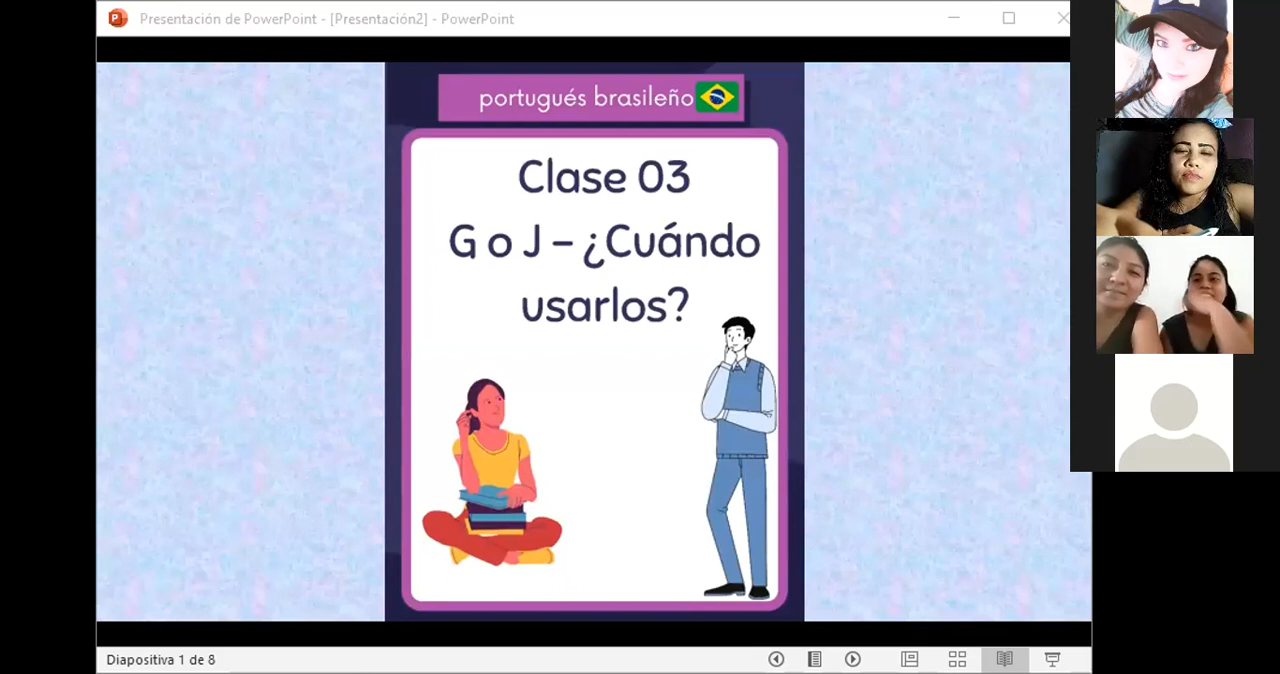 Presentación de PowerPoint - [Presentación2] - PowerPoint
portugués brasileño
Clase 03
G o J – ¿Cuándo
usarlos?
Diapositiva 1 de 8